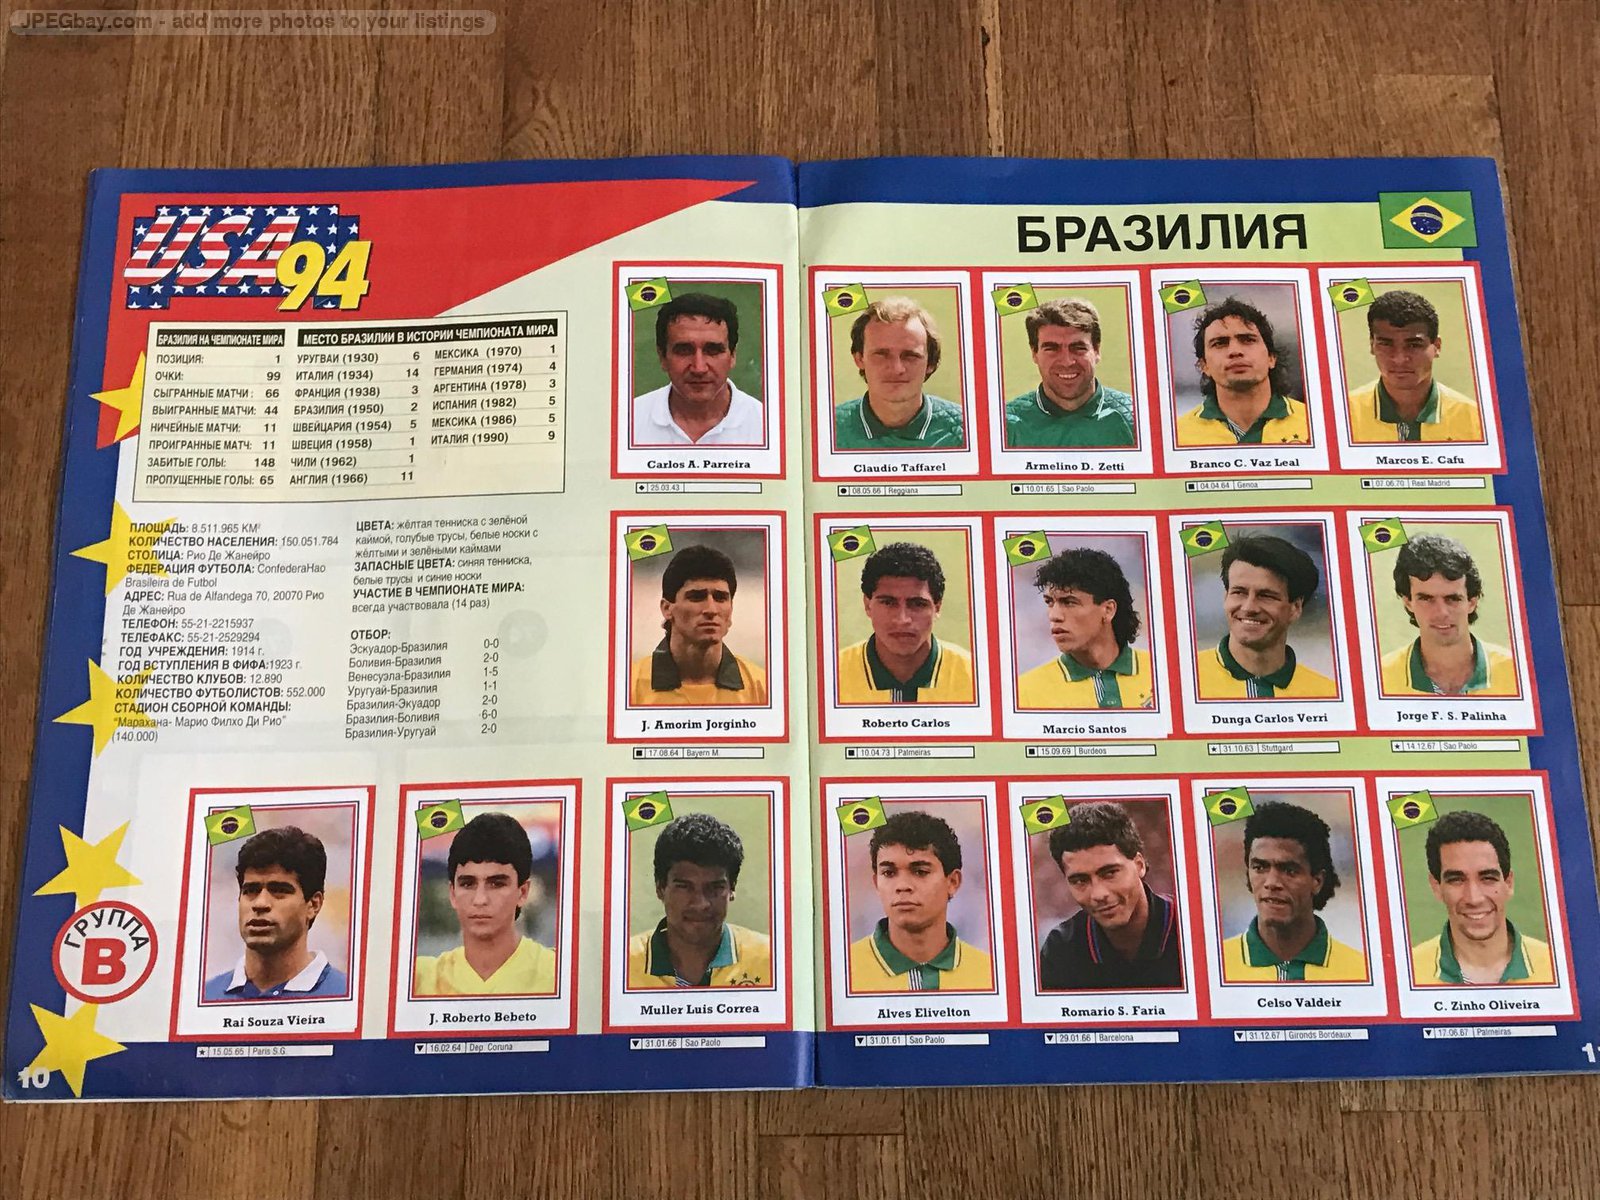 JPEGbay.com - add more photos to your listings
USA
94
БРАЗИЛИЯ
БРАЗИЛИЯ НА ЧЕМПИОНАТЕ МИРА
ПОЗИЦИЯ: 1
ОЧКИ: 99
СЫГРАННЫЕ МАТЧИ: 66
ВЫИГРАННЫЕ МАТЧИ: 44
НИЧЕЙНЫЕ МАТЧИ: 11
ПРОИГРАННЫЕ МАТЧ: 11
ЗАБИТЫЕ ГОЛЫ: 148
ПРОПУЩЕННЫЕ ГОЛЫ: 65
МЕСТО БРАЗИЛИИ В ИСТОРИИ ЧЕМПИОНАТА МИРА
УРУГВАИ (1930) 6
ИТАЛИЯ (1934) 14
ФРАНЦИЯ (1938) 3
БРАЗИЛИЯ (1950) 2
ШВЕЙЦАРИЯ (1954) 5
ШВЕЦИЯ (1958) 1
ЧИЛИ (1962) 1
АНГЛИЯ (1966) 11
МЕКСИКА (1970) 1
ГЕРМАНИЯ (1974) 4
АРГЕНТИНА (1978) 3
ИСПАНИЯ (1982) 5
МЕКСИКА (1986) 5
ИТАЛИЯ (1990) 9
ПЛОЩАДЬ: 8.511.965 КМ²
КОЛИЧЕСТВО НАСЕЛЕНИЯ: 150.051.784
СТОЛИЦА: Рио Де Жанейро
ФЕДЕРАЦИЯ ФУТБОЛА: ConfederaHao
Brasileira de Futbol
АДРЕС: Rua de Alfandega 70, 20070 Рио
Де Жанейро
ТЕЛЕФОН: 55-21-2215937
ТЕЛЕФАКС: 55-21-2529294
ГОД УЧРЕЖДЕНИЯ: 1914 г.
ГОД ВСТУПЛЕНИЯ В ФИФА:1923 г.
КОЛИЧЕСТВО КЛУБОВ: 12.890
КОЛИЧЕСТВО ФУТБОЛИСТОВ: 552.000
СТАДИОН СБОРНОЙ КОМАНДЫ:
"Марахана- Марио Филхо Ди Рио"
(140.000)
ЦВЕТА: жёлтая тенниска с зелёной
каймой, голубые трусы, белые носки с
жёлтыми и зелёными каймами
ЗАПАСНЫЕ ЦВЕТА: синяя тенниска,
белые трусы и синие носки
УЧАСТИЕ В ЧЕМПИОНАТЕ МИРА:
всегда участвовала (14 раз)
ОТБОР:
Эскуадор-Бразилия 0-0
Боливия-Бразилия 2-0
Венесуэла-Бразилия 1-5
Уругуай-Бразилия 1-1
Бразилия-Экуадор 2-0
Бразилия-Боливия 6-0
Бразилия-Уругуай 2-0
Carlos A. Parreira
25.03.43
Claudio Taffarel
08.05.66 Reggiana
Armelino D. Zetti
10.01.65 Sao Paolo
Branco C. Vaz Leal
04.04.64 Genoa
Marcos E. Cafu
07.06.70 Real Madrid
J. Amorim Jorginho
17.08.64 Bayern M.
Roberto Carlos
10.04.73 Palmeiras
Marcio Santos
15.09.69 Burdeos
Dunga Carlos Verri
31.10.63 Stuttgard
Jorge F. S. Palinha
14.12.67 Sao Paolo
Rai Souza Vieira
15.05.65 Paris S.G.
J. Roberto Bebeto
16.02.64 Dep. Coruna
Muller Luis Correa
31.01.66 Sao Paolo
Alves Elivelton
31.01.61 Sao Paolo
Romario S. Faria
29.01.66 Barcelona
Celso Valdeir
31.12.67 Gironds Bordeaux
C. Zinho Oliveira
17.06.67 Palmeiras
ГРУППА
B
10